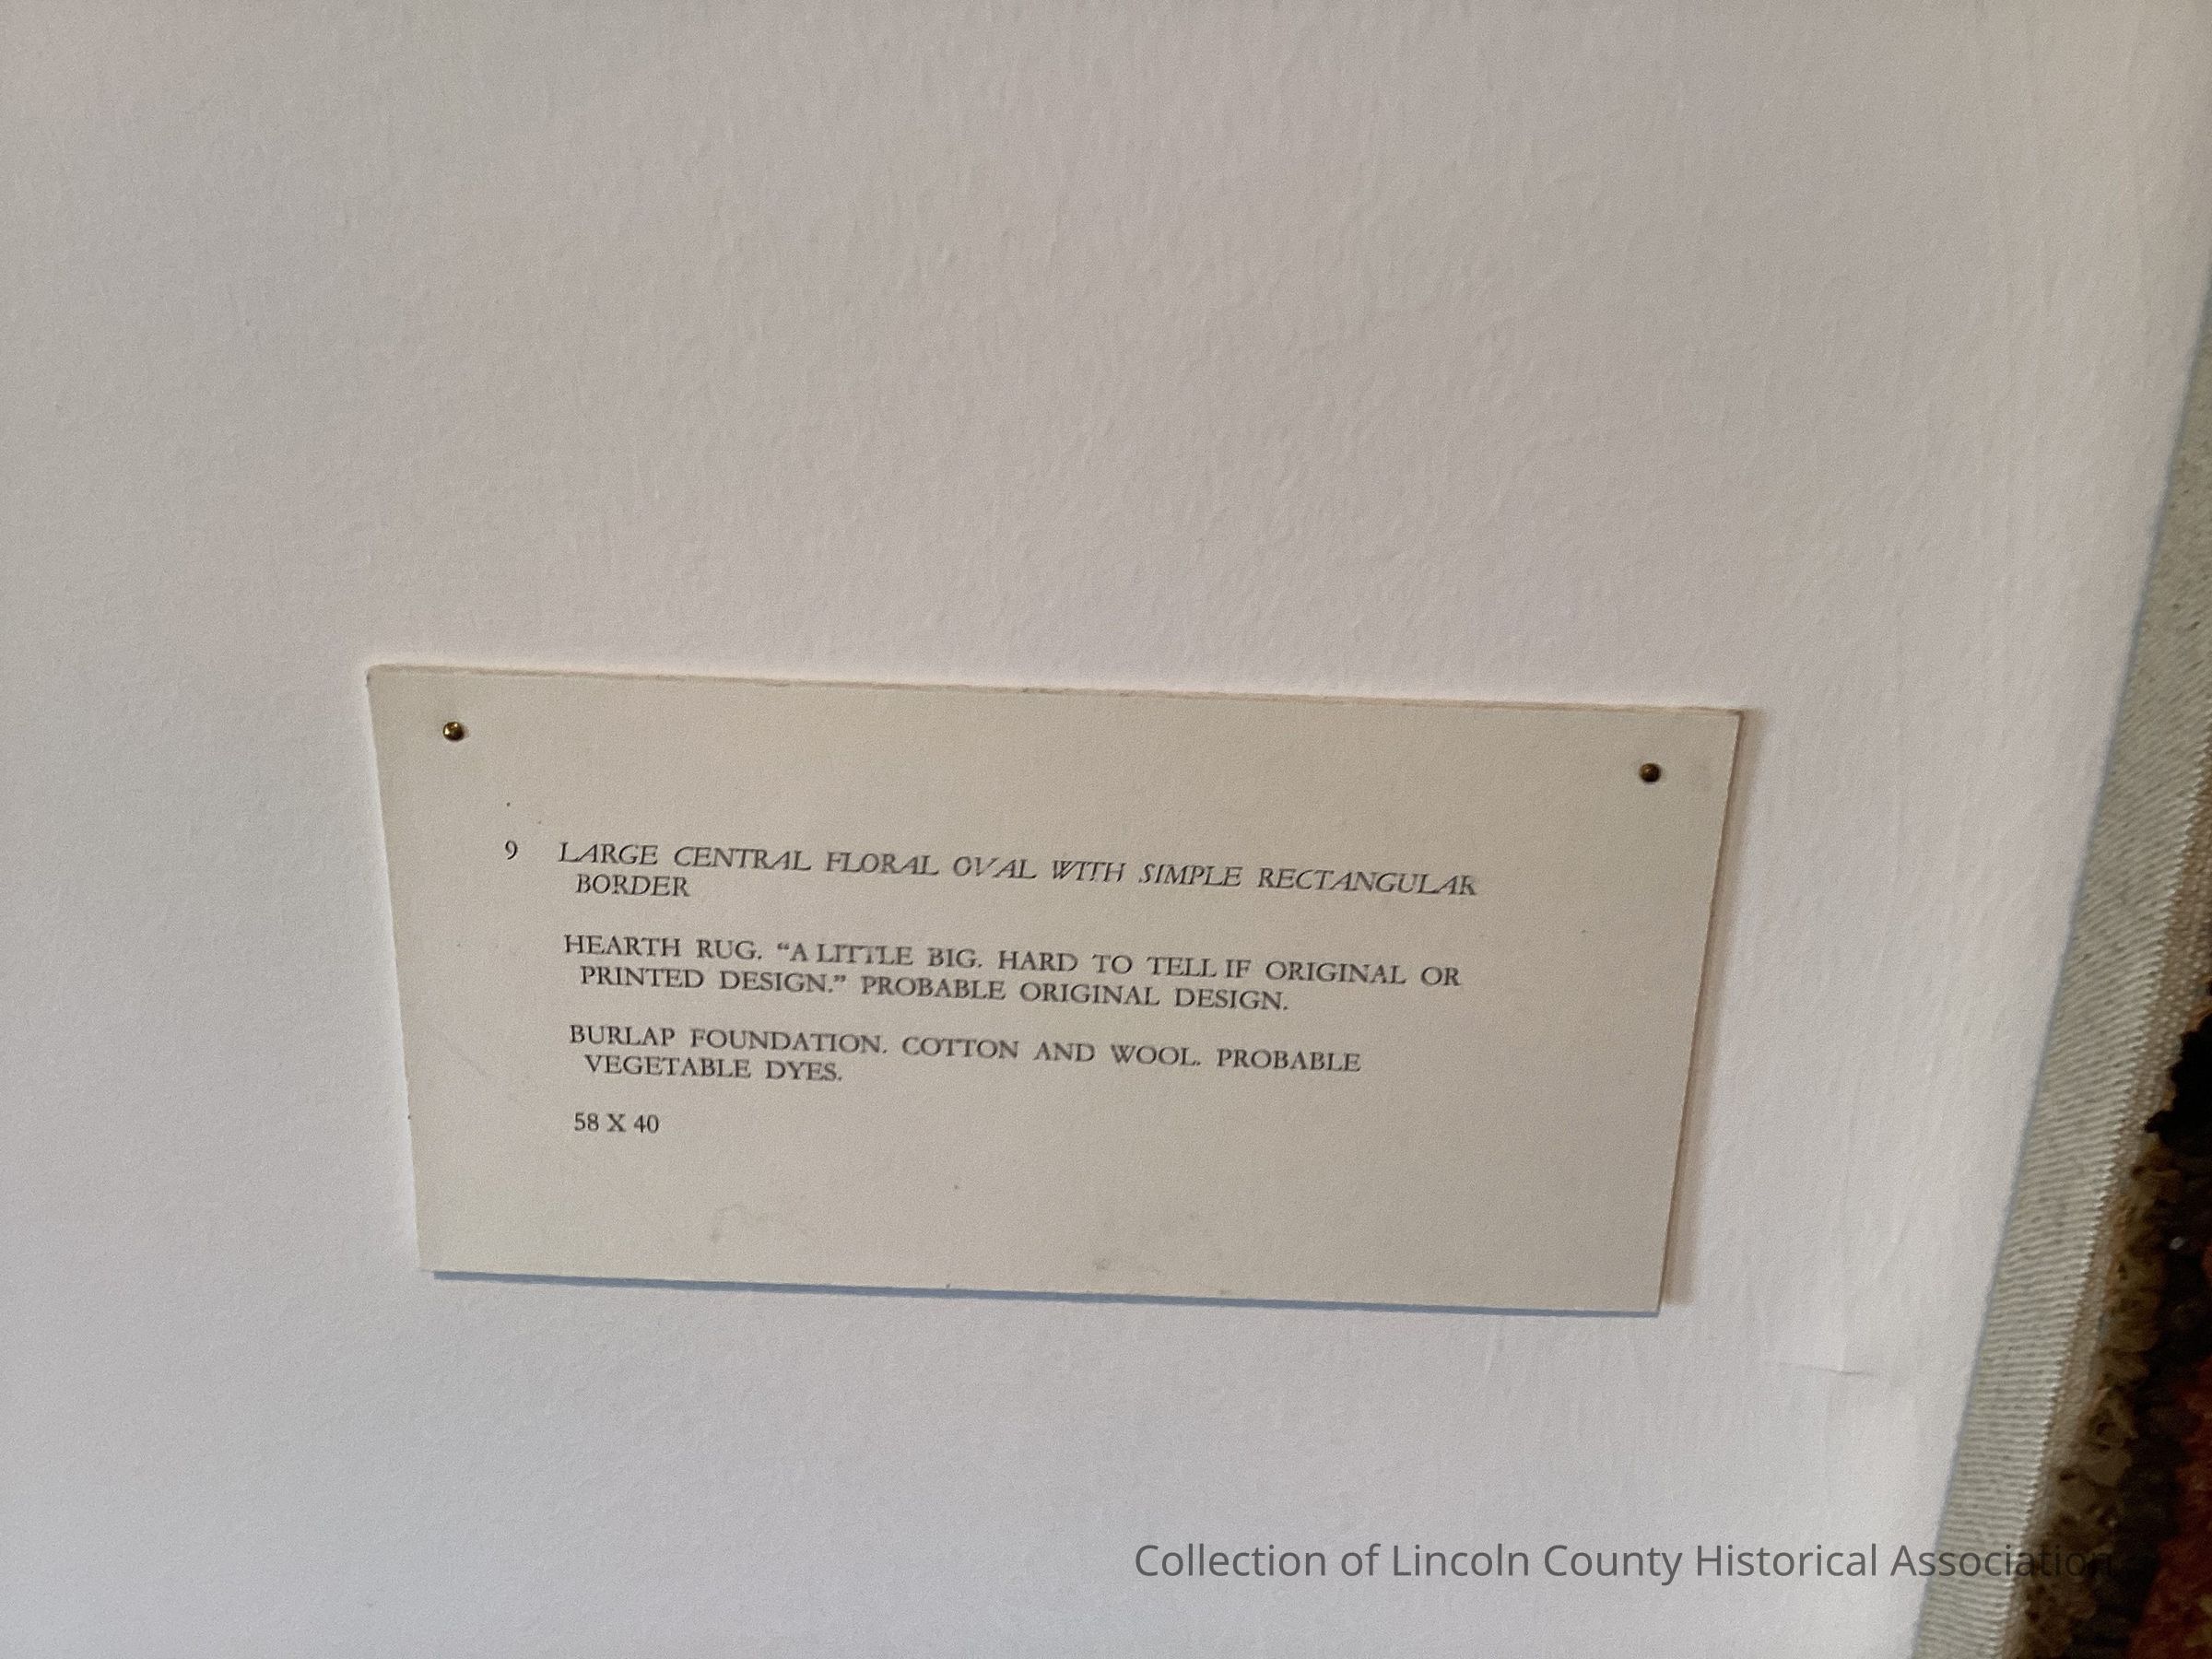 9 LARGE CENTRAL FLORAL OVAL WITH SIMPLE RECTANGULAR
BORDER
HEARTH RUG. “A LITTLE BIG. HARD TO TELL IF ORIGINAL OR
PRINTED DESIGN.” PROBABLE ORIGINAL DESIGN.
BURLAP FOUNDATION. COTTON AND WOOL. PROBABLE
VEGETABLE DYES.
58 X 40
Collection of Lincoln County Historical Association